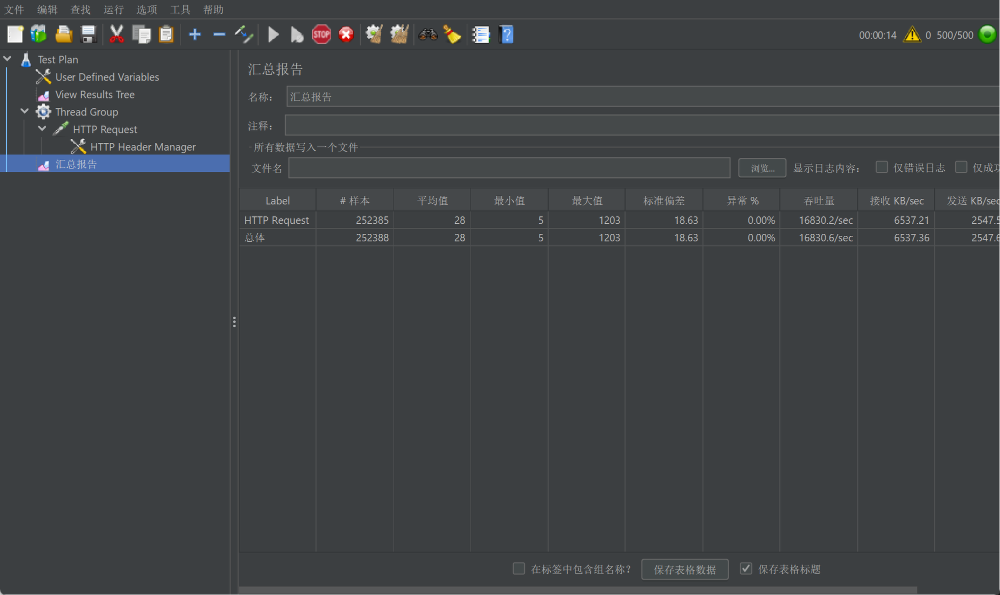 文件 编辑 查找 运行 选项 工具 帮助
STOP ? 00:00:14 0 500/500
Test Plan
User Defined Variables
View Results Tree
Thread Group
HTTP Request
HTTP Header Manager
汇总报告
汇总报告
名称： 汇总报告
注释：
所有数据写入一个文件
文件名 浏览... 显示日志内容： 仅错误日志 仅成
Label # 样本 平均值 最小值 最大值 标准偏差 异常 % 吞吐量 接收 KB/sec 发送 KB/sec
HTTP Request 252385 28 5 1203 18.63 0.00% 16830.2/sec 6537.21 2547.5
总体 252388 28 5 1203 18.63 0.00% 16830.6/sec 6537.36 2547.6
在标签中包含组名称？ 保存表格数据 保存表格标题